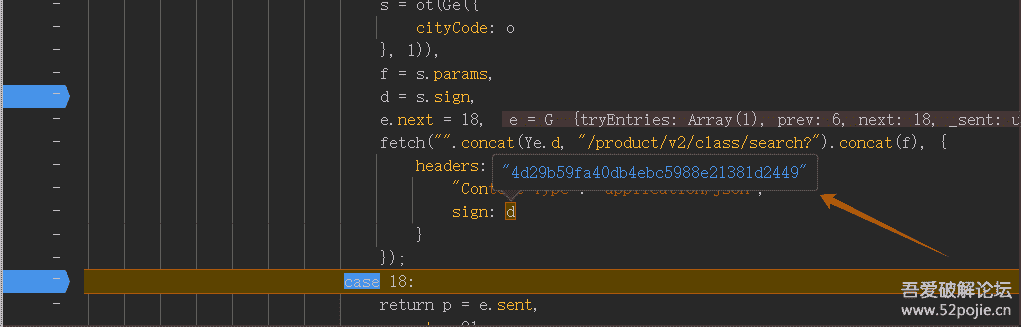 s = ot(Ge({
cityCode: o
}, 1)),
f = s.params,
d = s.sign,
e.next = 18, e = G {tryEntries: Array(1), prev: 6, next: 18, _sent: u
fetch("".concat(Ye.d, "/product/v2/class/search?").concat(f), {
headers:
"4d29b59fa40db4ebc5988e21381d2449"
sign: d
}
});
case 18:
return p = e.sent,
吾爱破解论坛
www.52pojie.cn